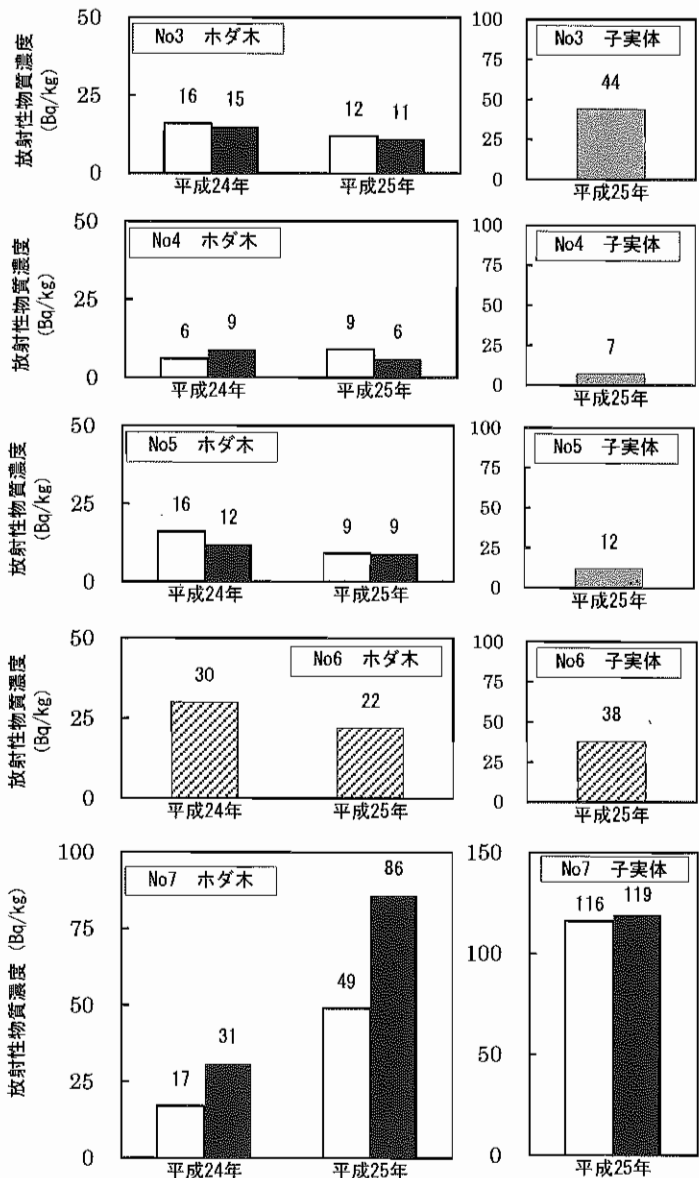 放射性物質濃度
(Bq/kg)
50
25
0
No3 ホダ木
16
15
12
11
平成24年
平成25年
100
75
50
25
0
No3 子実体
44
平成25年
放射性物質濃度
(Bq/kg)
50
25
0
No4 ホダ木
6
9
9
6
平成24年
平成25年
100
75
50
25
0
No4 子実体
7
平成25年
放射性物質濃度
(Bq/kg)
50
25
0
No5 ホダ木
16
12
9
9
平成24年
平成25年
100
75
50
25
0
No5 子実体
12
平成25年
放射性物質濃度
(Bq/kg)
50
25
0
No6 ホダ木
30
22
平成24年
平成25年
100
75
50
25
0
No6 子実体
38
平成25年
放射性物質濃度 (Bq/kg)
100
75
50
25
0
No7 ホダ木
17
31
49
86
平成24年
平成25年
150
100
50
0
No7 子実体
116
119
平成25年